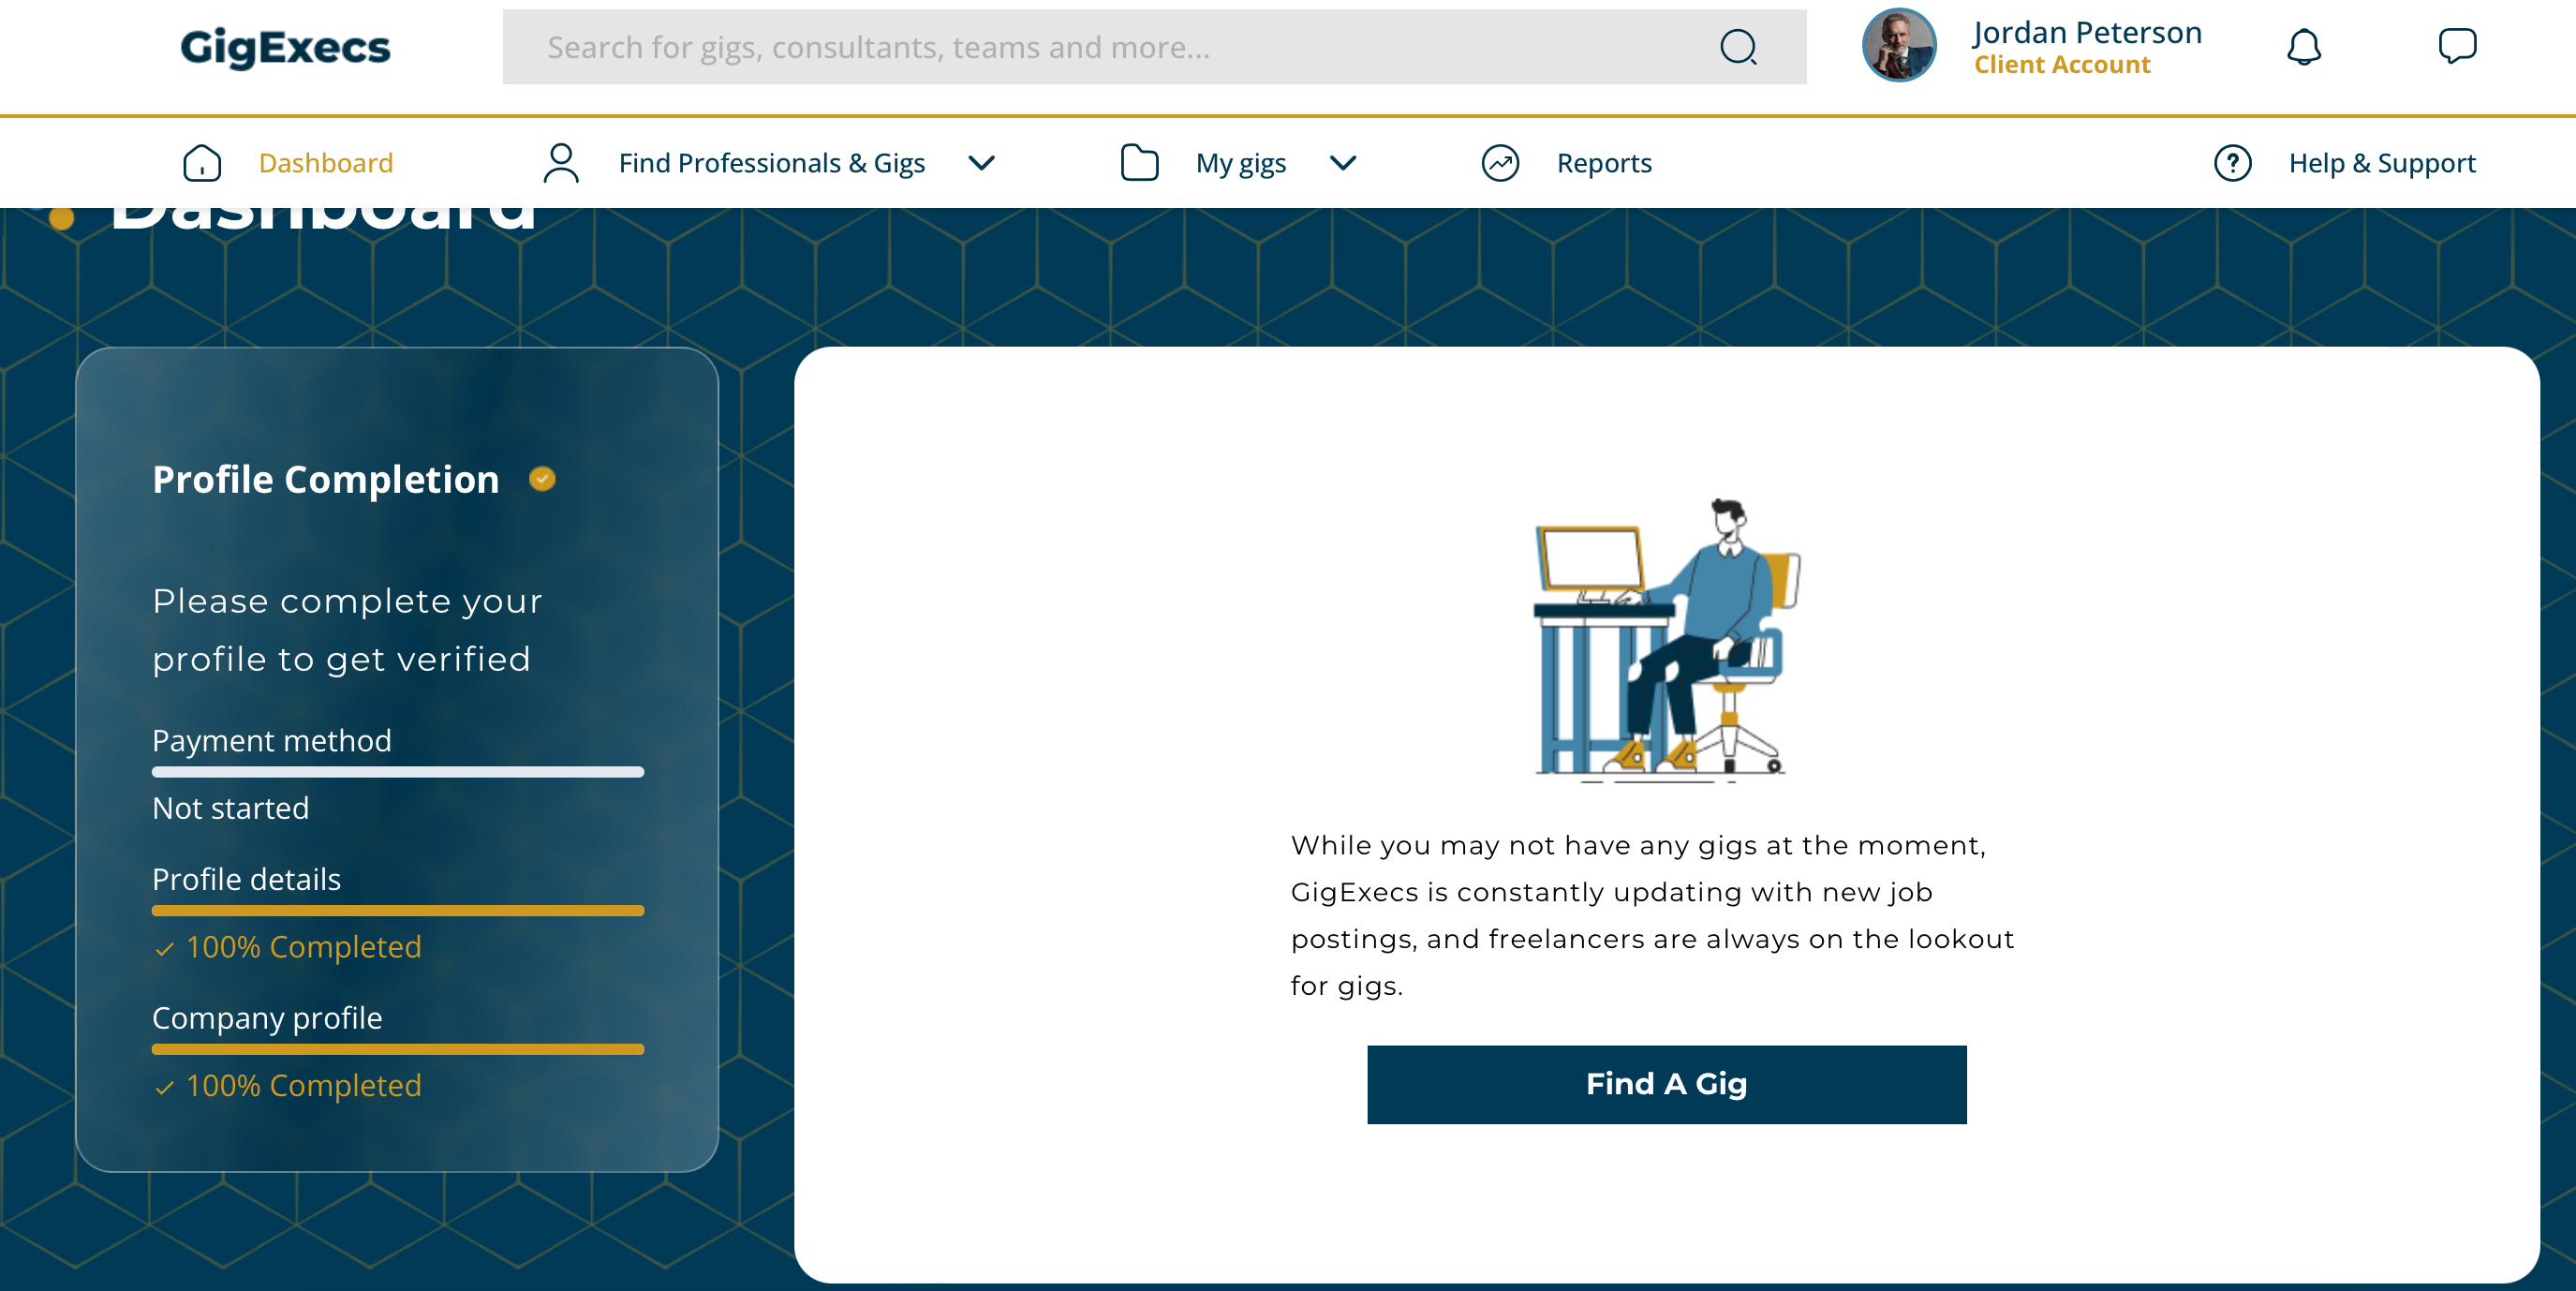 GigExecs
Search for gigs, consultants, teams and more...
Jordan Peterson
Client Account
Dashboard
Find Professionals & Gigs
My gigs
Reports
Help & Support
Dashboard
Profile Completion
Please complete your
profile to get verified
Payment method
Not started
Profile details
100% Completed
Company profile
100% Completed
While you may not have any gigs at the moment,
GigExecs is constantly updating with new job
postings, and freelancers are always on the lookout
for gigs.
Find A Gig